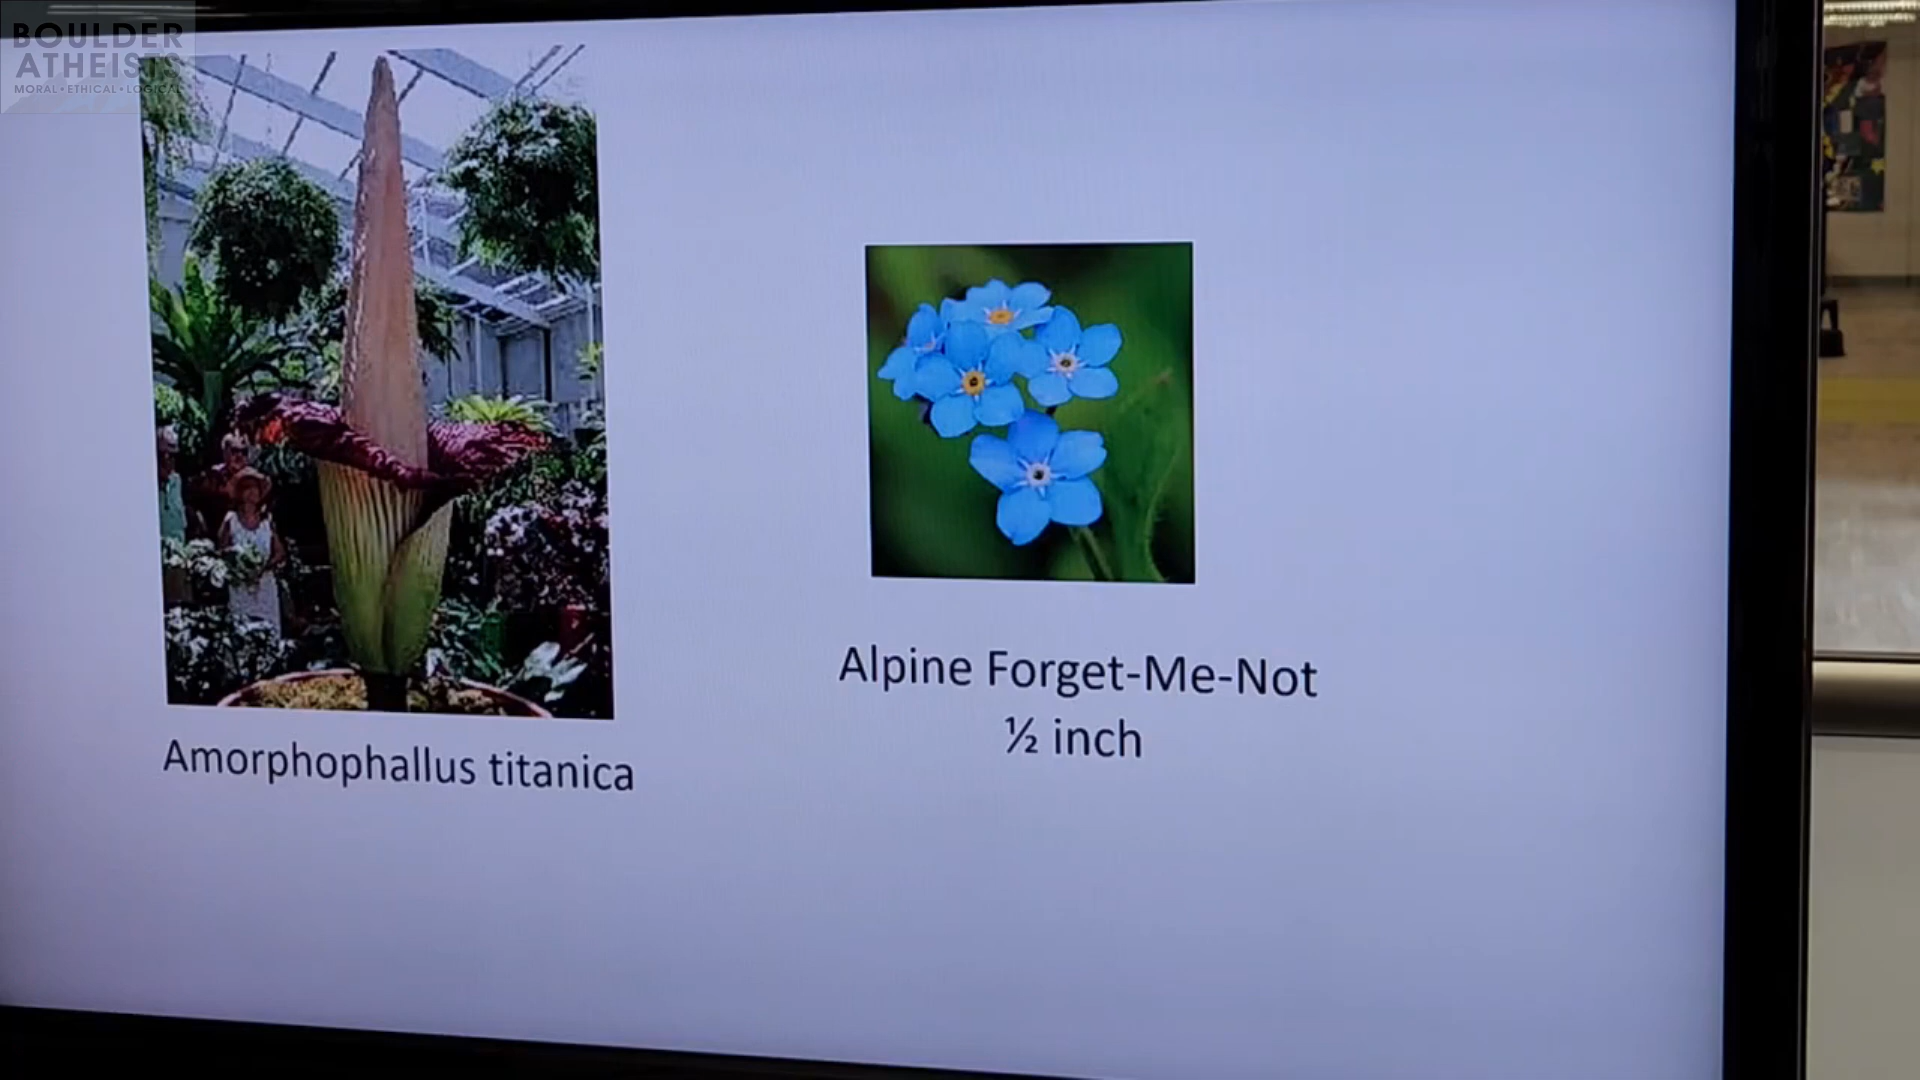 BOULDER
ATHEISTS
MORAL • ETHICAL • LOGICAL
Amorphophallus titanica
Alpine Forget-Me-Not
½ inch